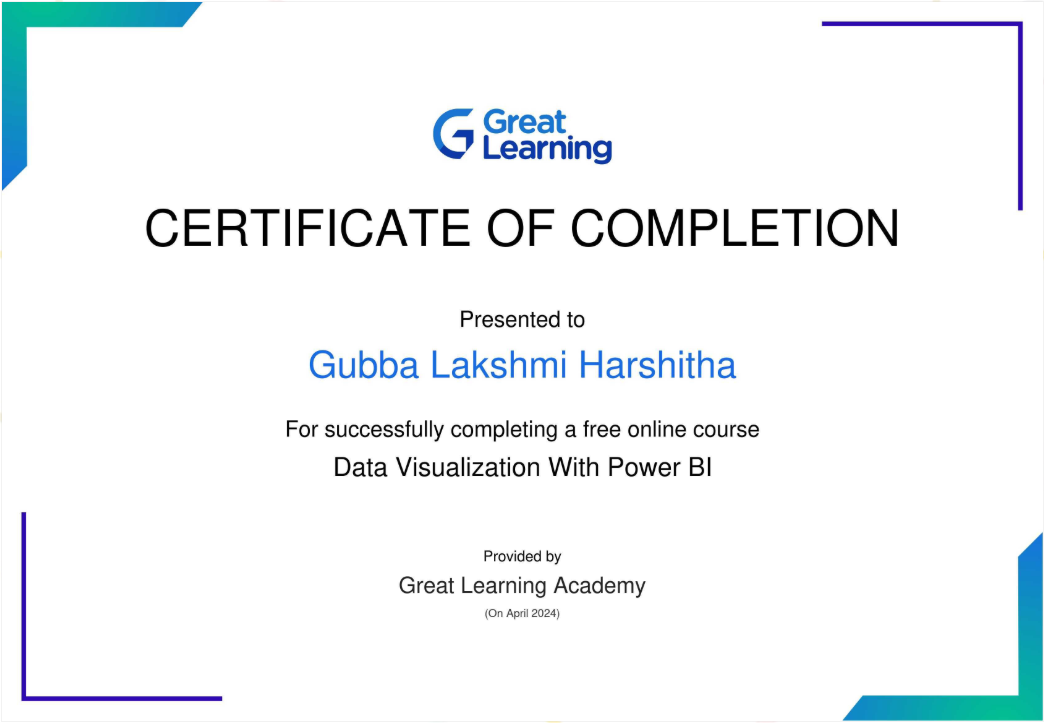 Great
Learning
CERTIFICATE OF COMPLETION
Presented to
Gubba Lakshmi Harshitha
For successfully completing a free online course
Data Visualization With Power BI
Provided by
Great Learning Academy
(On April 2024)